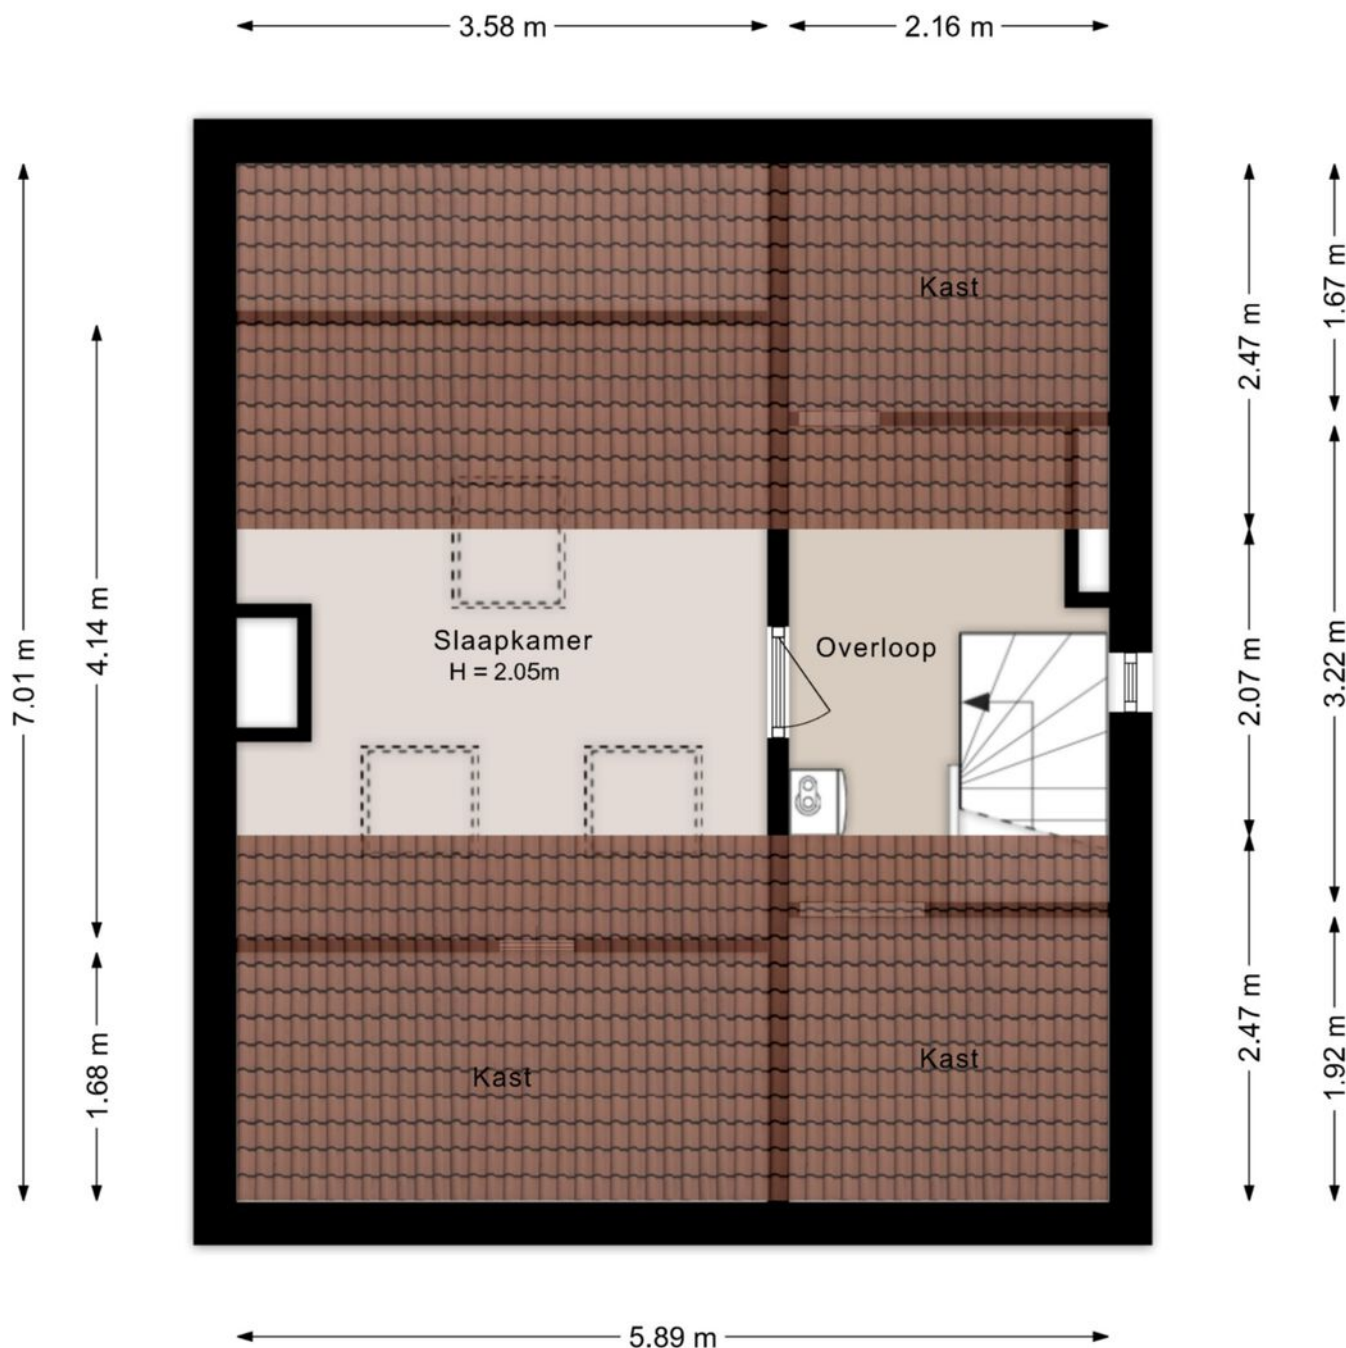 3.58 m
2.16 m
Kast
1.67 m
2.47 m
4.14 m
7.01 m
Slaapkamer
H = 2.05m
Overloop
2.07 m
3.22 m
1.68 m
Kast
Kast
2.47 m
1.92 m
5.89 m